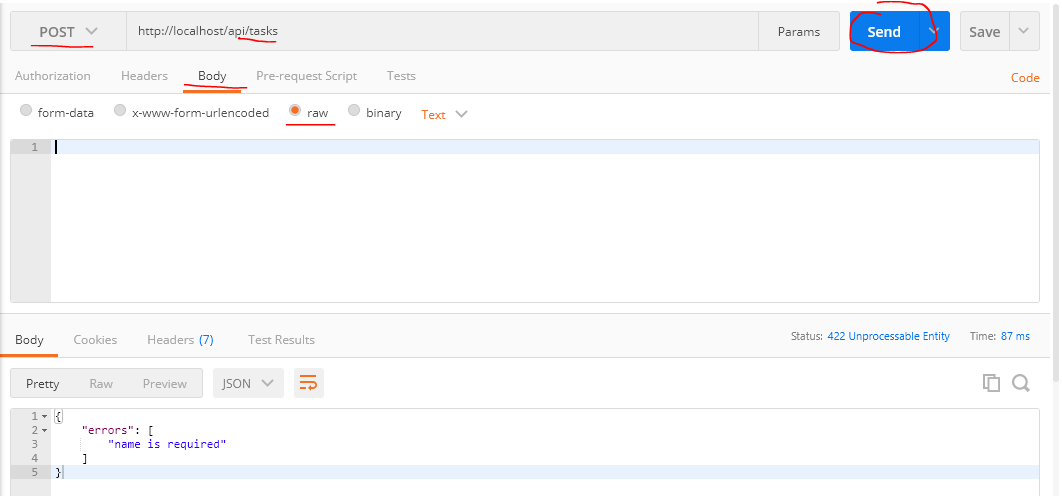 POST http://localhost/api/tasks Params Send Save
Authorization Headers Body Pre-request Script Tests Code
form-data x-www-form-urlencoded raw binary Text
1
Body Cookies Headers (7) Test Results Status: 422 Unprocessable Entity Time: 87 ms
Pretty Raw Preview JSON
1 {
2 "errors": [
3 "name is required"
4 ]
5 }